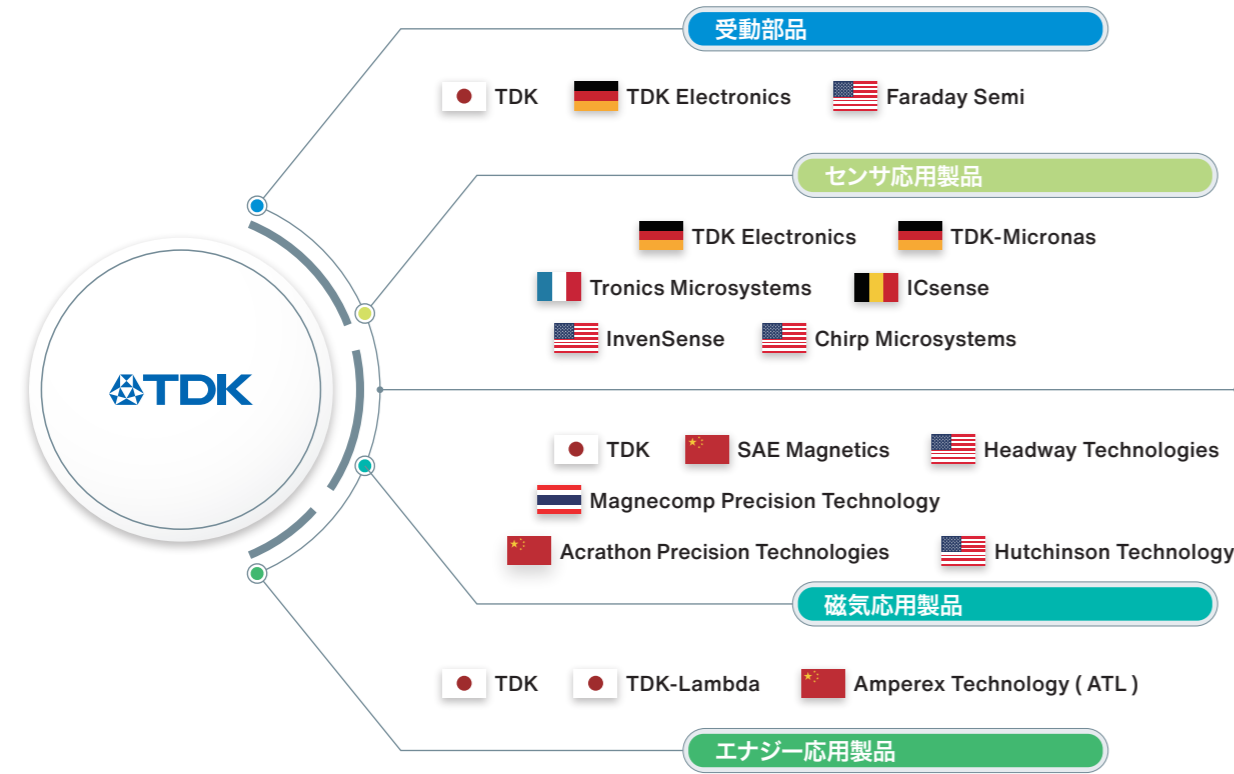 受動部品
TDK TDK Electronics Faraday Semi
センサ応用製品
TDK Electronics TDK-Micronas
Tronics Microsystems ICsense
InvenSense Chirp Microsystems
TDK
TDK SAE Magnetics Headway Technologies
Magnecomp Precision Technology
Acrathon Precision Technologies Hutchinson Technology
磁気応用製品
TDK TDK-Lambda Amperex Technology ( ATL )
エナジー応用製品